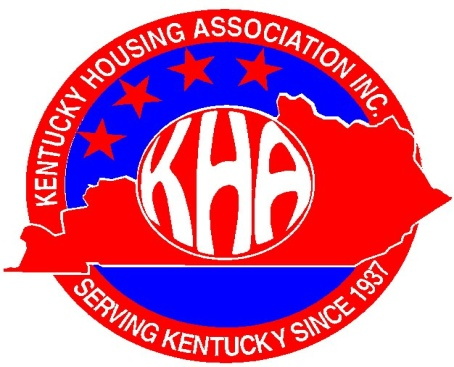 KENTUCKY HOUSING ASSOCIATION INC.
KHA
SERVING KENTUCKY SINCE 1937